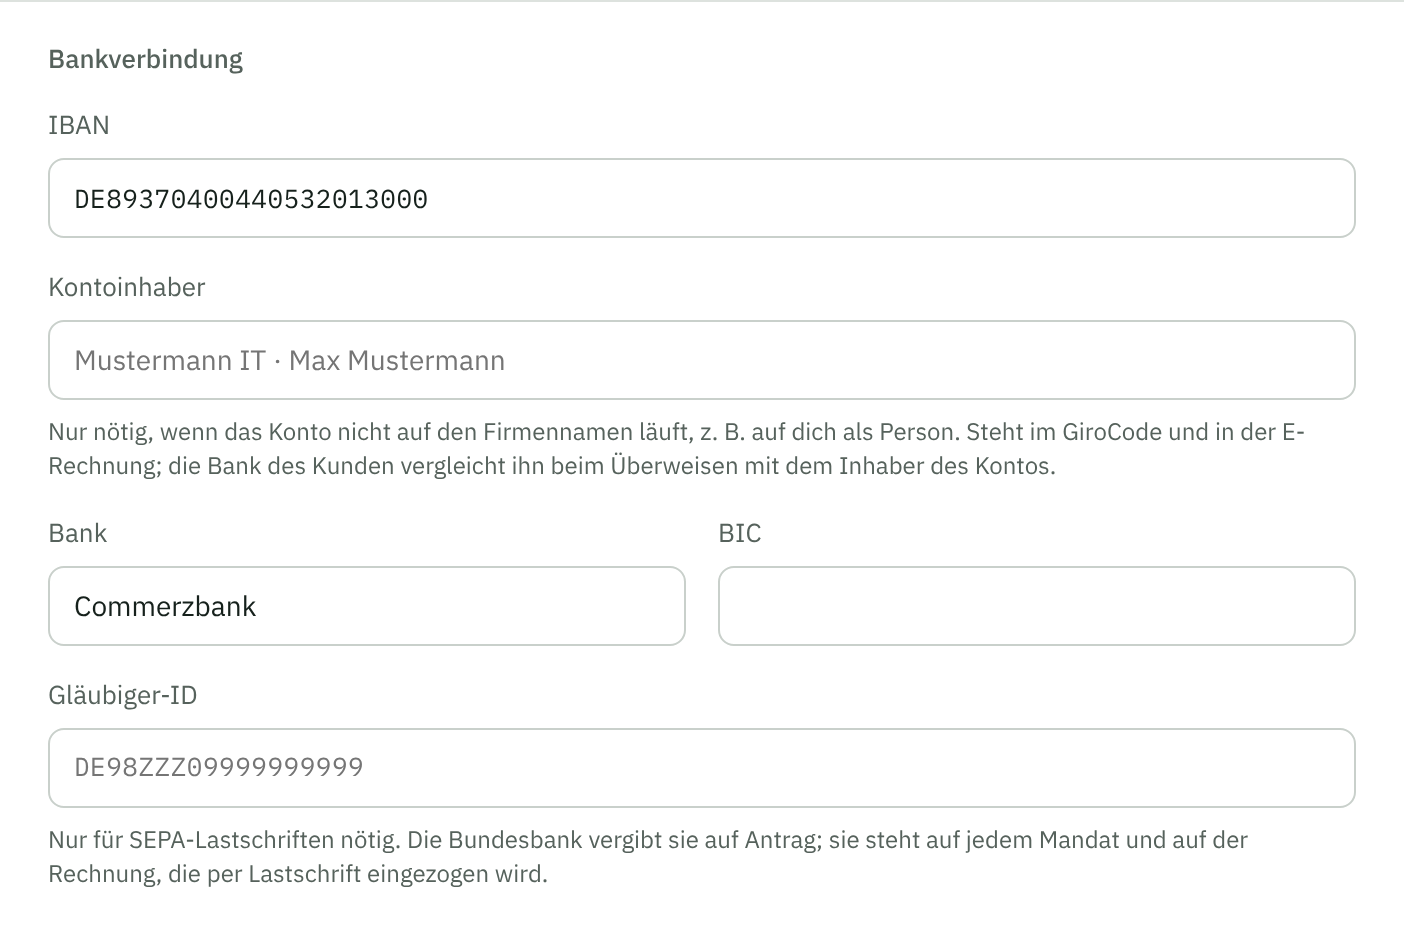 Bankverbindung
IBAN
DE89370400440532013000
Kontoinhaber
Mustermann IT · Max Mustermann
Nur nötig, wenn das Konto nicht auf den Firmennamen läuft, z. B. auf dich als Person. Steht im GiroCode und in der E-
Rechnung; die Bank des Kunden vergleicht ihn beim Überweisen mit dem Inhaber des Kontos.
Bank
BIC
Commerzbank
Gläubiger-ID
DE98ZZZ09999999999
Nur für SEPA-Lastschriften nötig. Die Bundesbank vergibt sie auf Antrag; sie steht auf jedem Mandat und auf der
Rechnung, die per Lastschrift eingezogen wird.